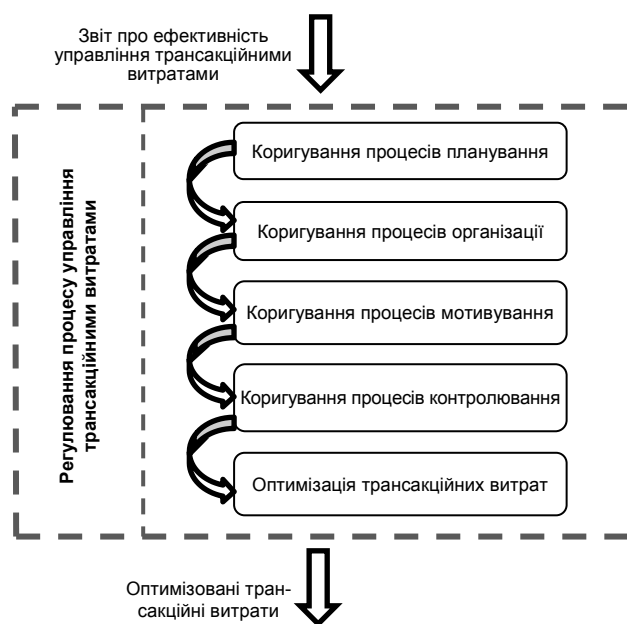 Звіт про ефективність
управління трансакційними
витратами
Регулювання процесу управління
трансакційними витратами
Коригування процесів планування
Коригування процесів організації
Коригування процесів мотивування
Коригування процесів контролювання
Оптимізація трансакційних витрат
Оптимізовані тран-
сакційні витрати